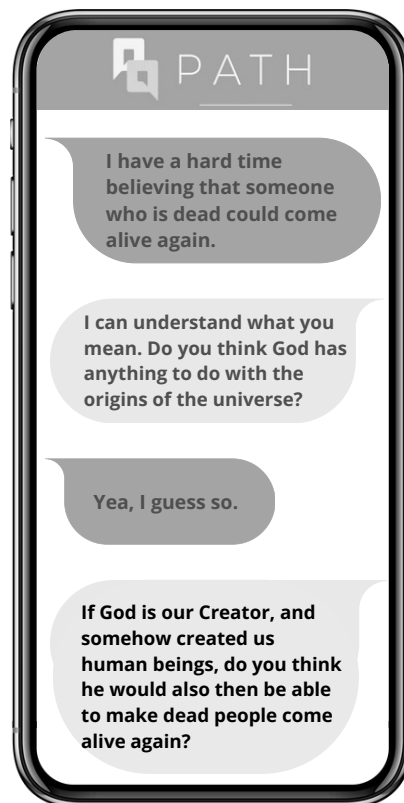 PATH
I have a hard time
believing that someone
who is dead could come
alive again.
I can understand what you
mean. Do you think God has
anything to do with the
origins of the universe?
Yea, I guess so.
If God is our Creator, and
somehow created us
human beings, do you think
he would also then be able
to make dead people come
alive again?